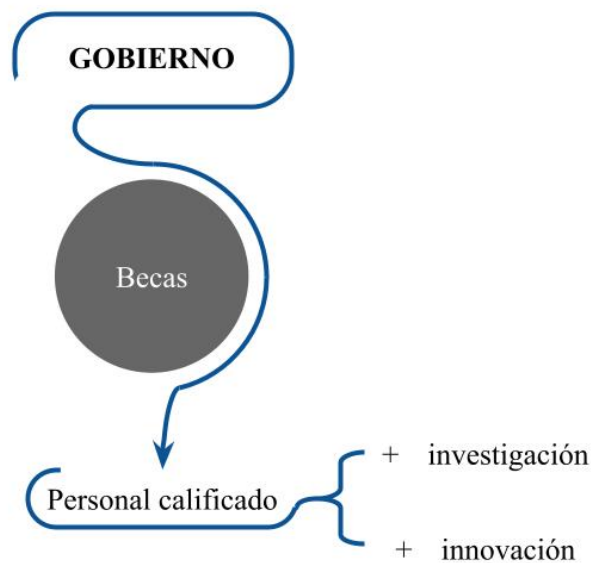 GOBIERNO
Becas
+ investigación
Personal calificado
+ innovación